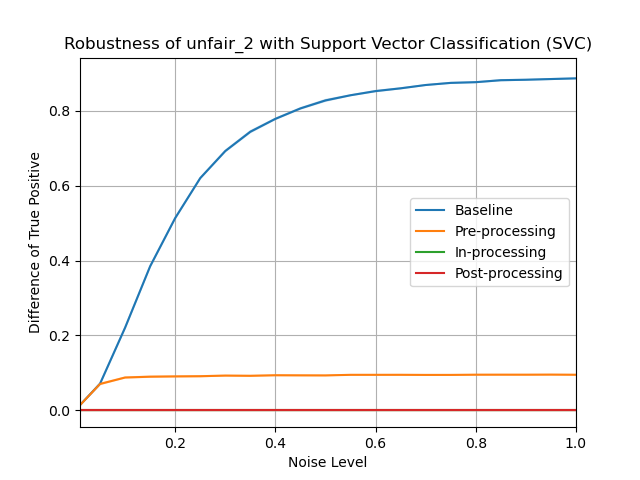 Robustness of unfair_2 with Support Vector Classification (SVC)
Difference of True Positive
0.8
0.6
0.4
0.2
0.0
Baseline
Pre-processing
In-processing
Post-processing
0.2 0.4 0.6 0.8 1.0
Noise Level